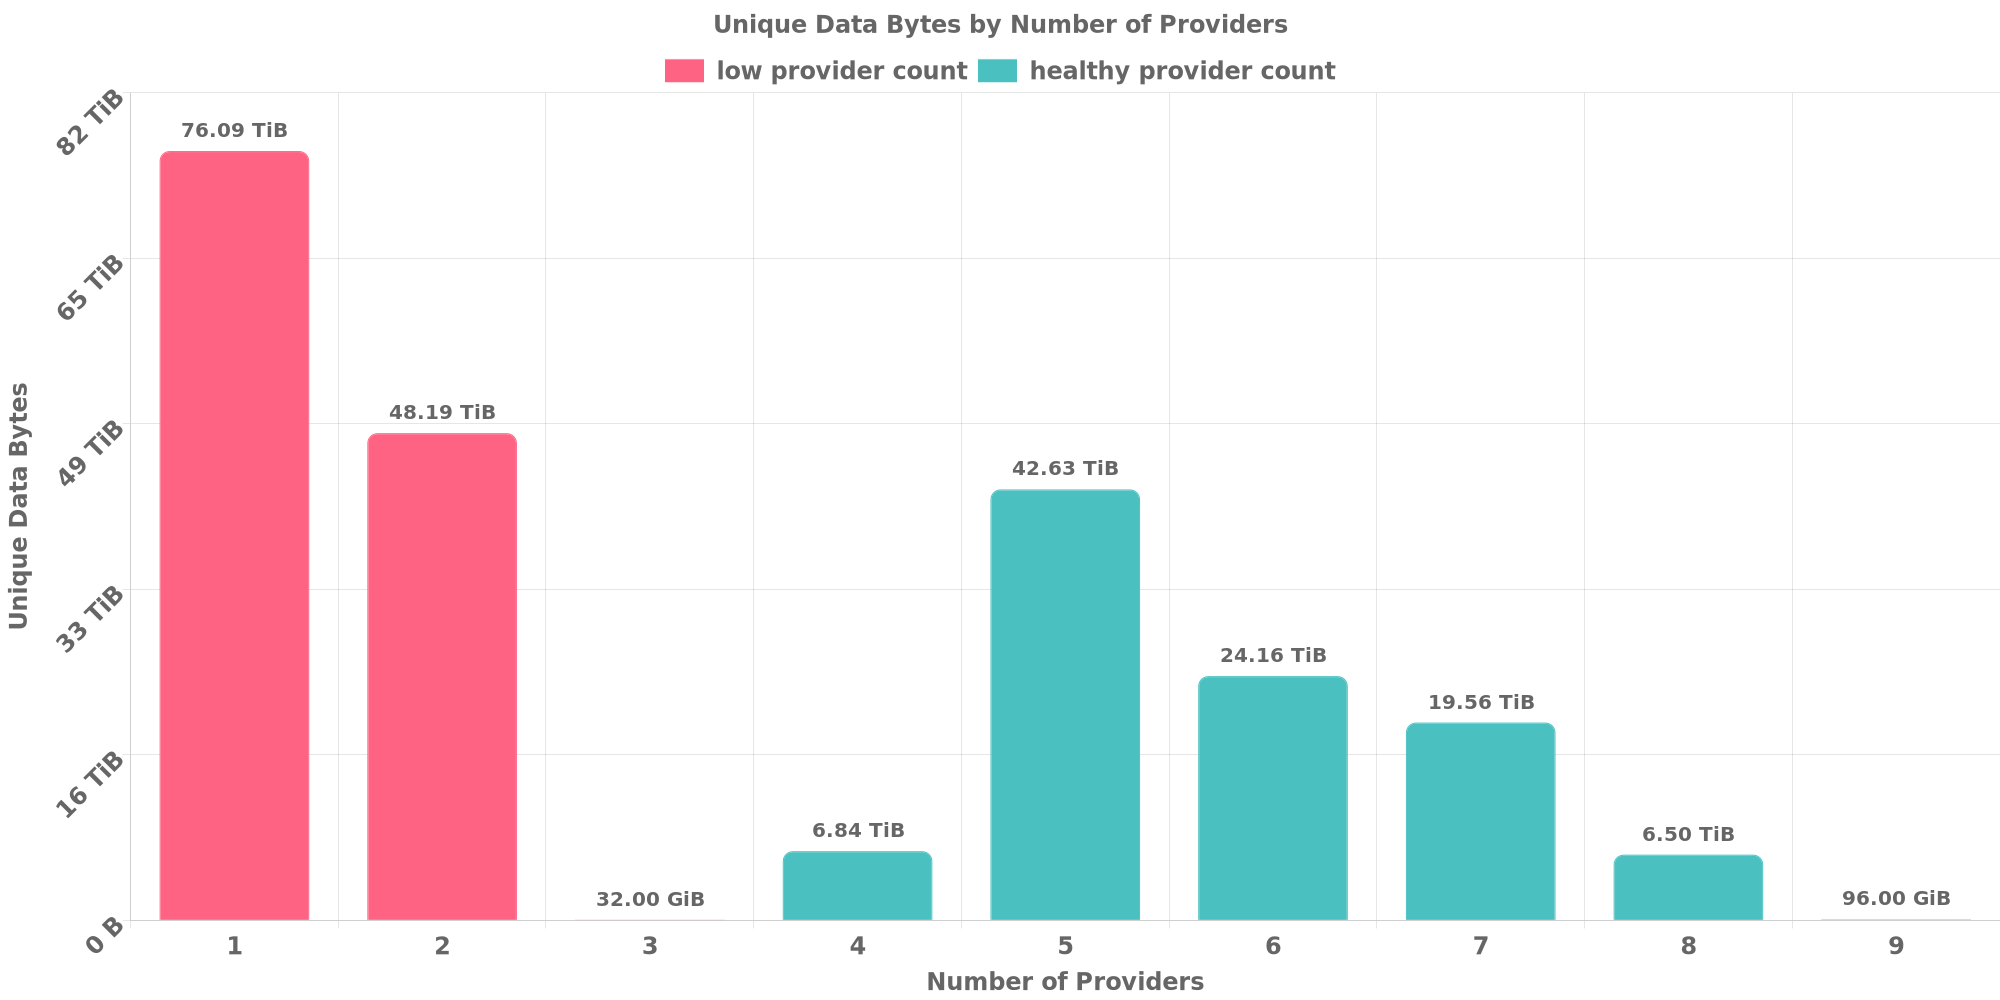 Unique Data Bytes by Number of Providers
low provider count healthy provider count
82 TiB
65 TiB
49 TiB
33 TiB
16 TiB
0 B
Unique Data Bytes
76.09 TiB
48.19 TiB
32.00 GiB
6.84 TiB
42.63 TiB
24.16 TiB
19.56 TiB
6.50 TiB
96.00 GiB
1 2 3 4 5 6 7 8 9
Number of Providers